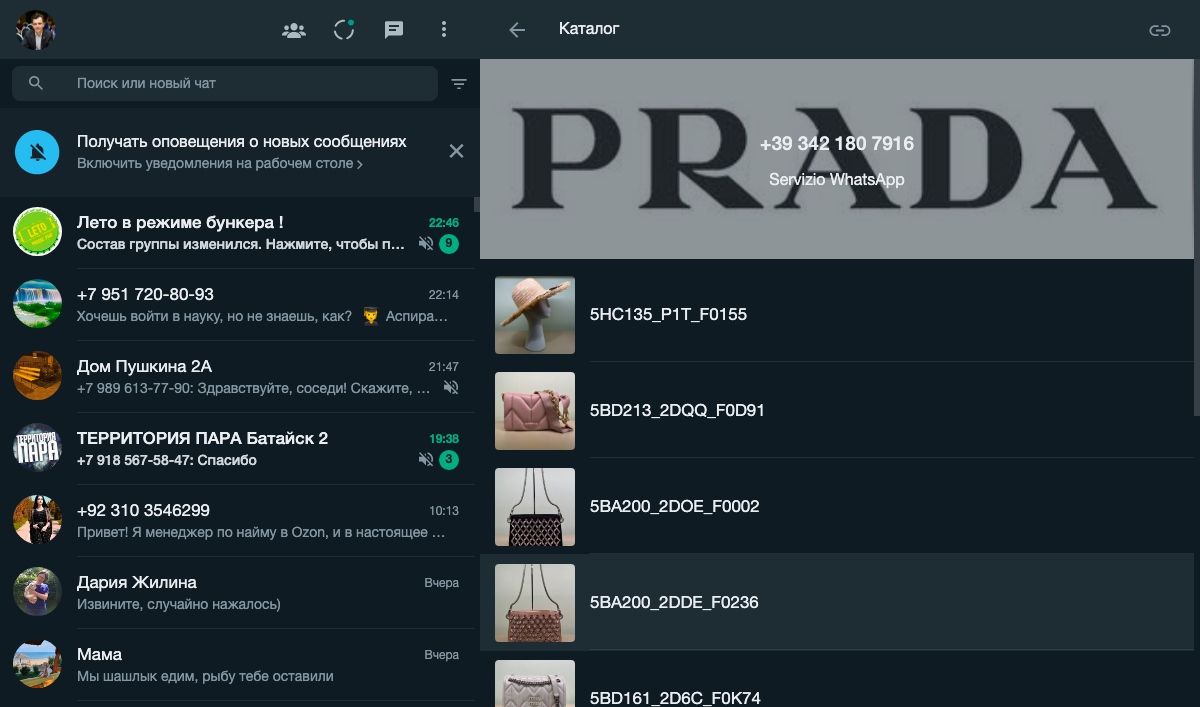 Поиск или новый чат
Получать оповещения о новых сообщениях
Включить уведомления на рабочем столе ›
Лето в режиме бункера !
22:46
Состав группы изменился. Нажмите, чтобы п...
9
+7 951 720-80-93
22:14
Хочешь войти в науку, но не знаешь, как? 👨‍🎓 Аспира...
Дом Пушкина 2А
21:47
+7 989 613-77-90: Здравствуйте, соседи! Скажите, ...
ТЕРРИТОРИЯ ПАРА
ТЕРРИТОРИЯ ПАРА Батайск 2
19:38
+7 918 567-58-47: Спасибо
3
+92 310 3546299
10:13
Привет! Я менеджер по найму в Ozon, и в настоящее ...
Дария Жилина
Вчера
Извините, случайно нажалось)
Мама
Вчера
Мы шашлык едим, рыбу тебе оставили
Каталог
PRADA
+39 342 180 7916
Servizio WhatsApp
5HC135_P1T_F0155
5BD213_2DQQ_F0D91
5BA200_2DOE_F0002
5BA200_2DDE_F0236
5BD161_2D6C_F0K74